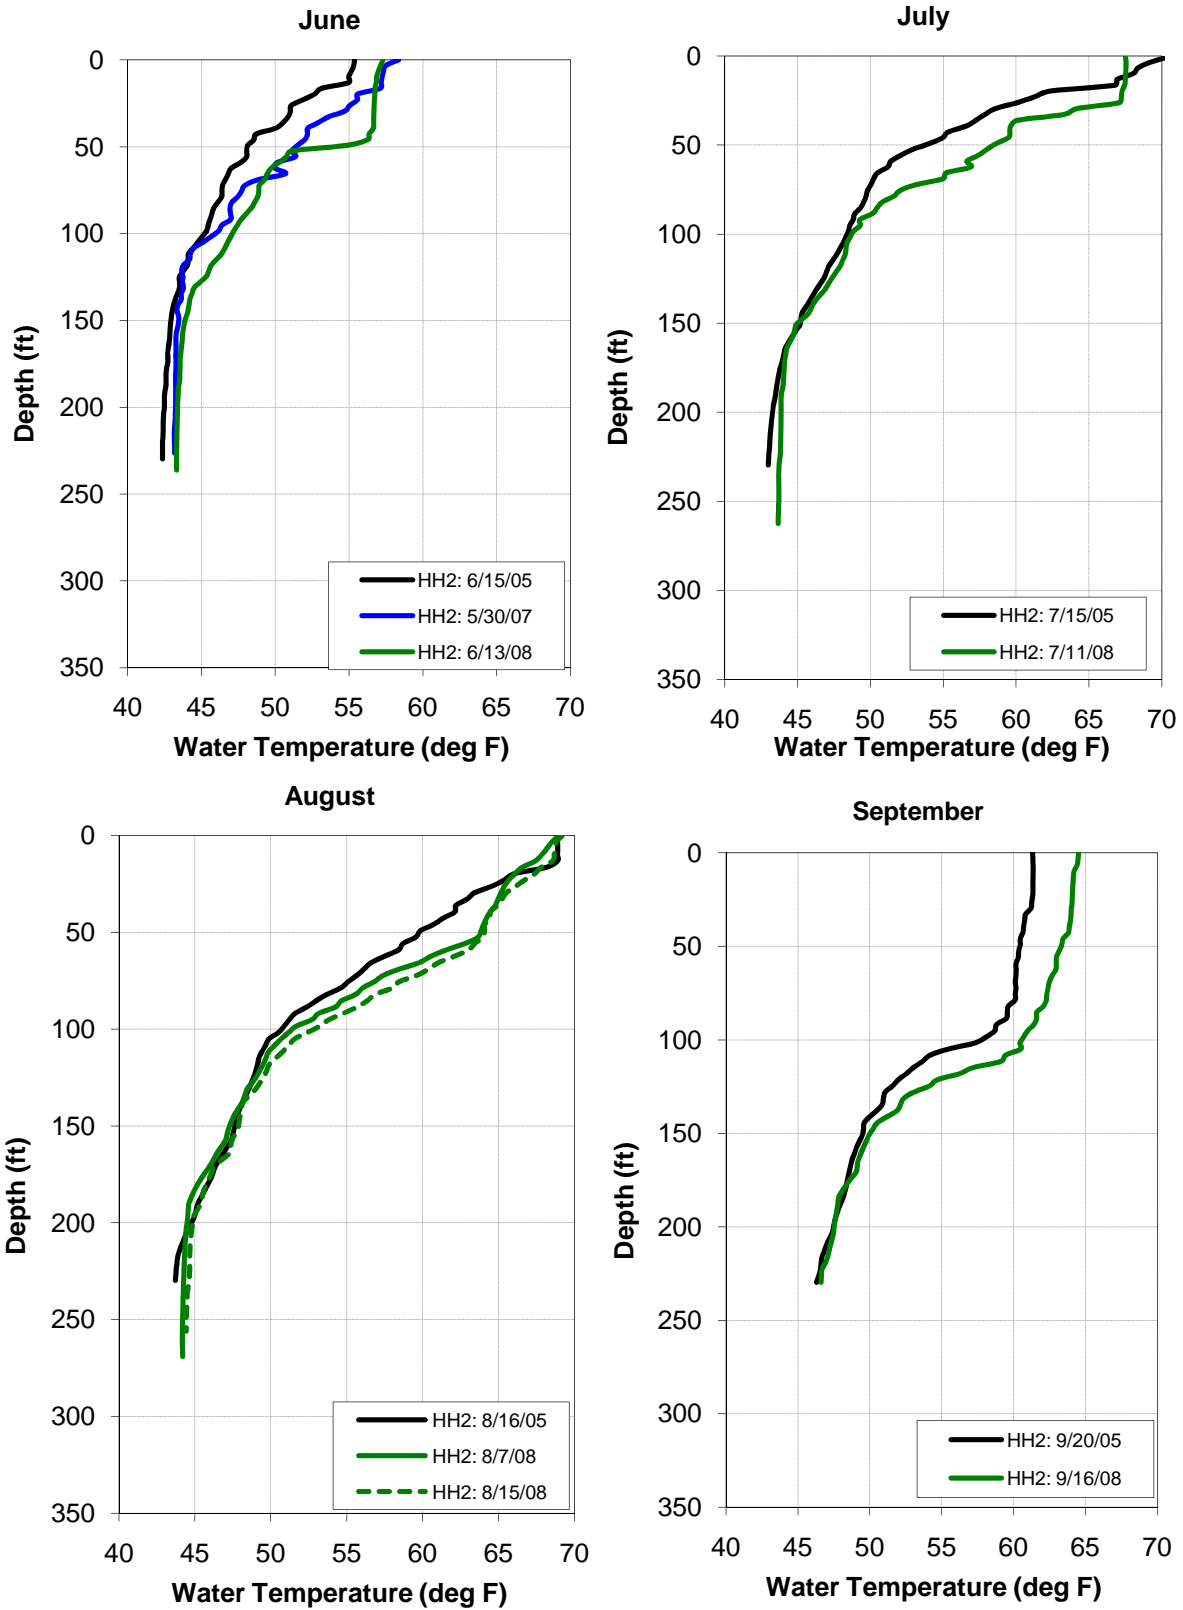 June
0
50
100
150
200
250
300
350
Depth (ft)
HH2: 6/15/05
HH2: 5/30/07
HH2: 6/13/08
40 45 50 55 60 65 70
Water Temperature (deg F)
July
0
50
100
150
200
250
300
350
Depth (ft)
HH2: 7/15/05
HH2: 7/11/08
40 45 50 55 60 65 70
Water Temperature (deg F)
August
0
50
100
150
200
250
300
350
Depth (ft)
HH2: 8/16/05
HH2: 8/7/08
HH2: 8/15/08
40 45 50 55 60 65 70
Water Temperature (deg F)
September
0
50
100
150
200
250
300
350
Depth (ft)
HH2: 9/20/05
HH2: 9/16/08
40 45 50 55 60 65 70
Water Temperature (deg F)